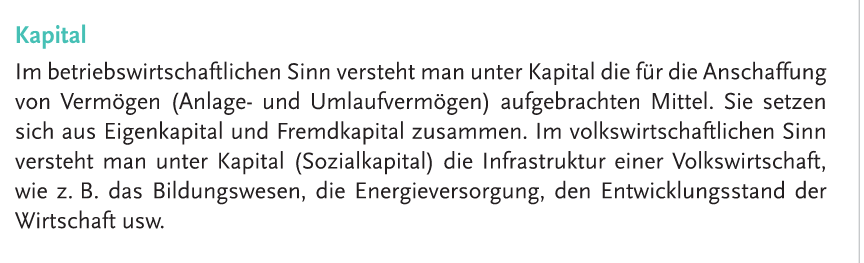 Kapital
Im betriebswirtschaftlichen Sinn versteht man unter Kapital die für die Anschaffung
von Vermögen (Anlage- und Umlaufvermögen) aufgebrachten Mittel. Sie setzen
sich aus Eigenkapital und Fremdkapital zusammen. Im volkswirtschaftlichen Sinn
versteht man unter Kapital (Sozialkapital) die Infrastruktur einer Volkswirtschaft,
wie z. B. das Bildungswesen, die Energieversorgung, den Entwicklungsstand der
Wirtschaft usw.